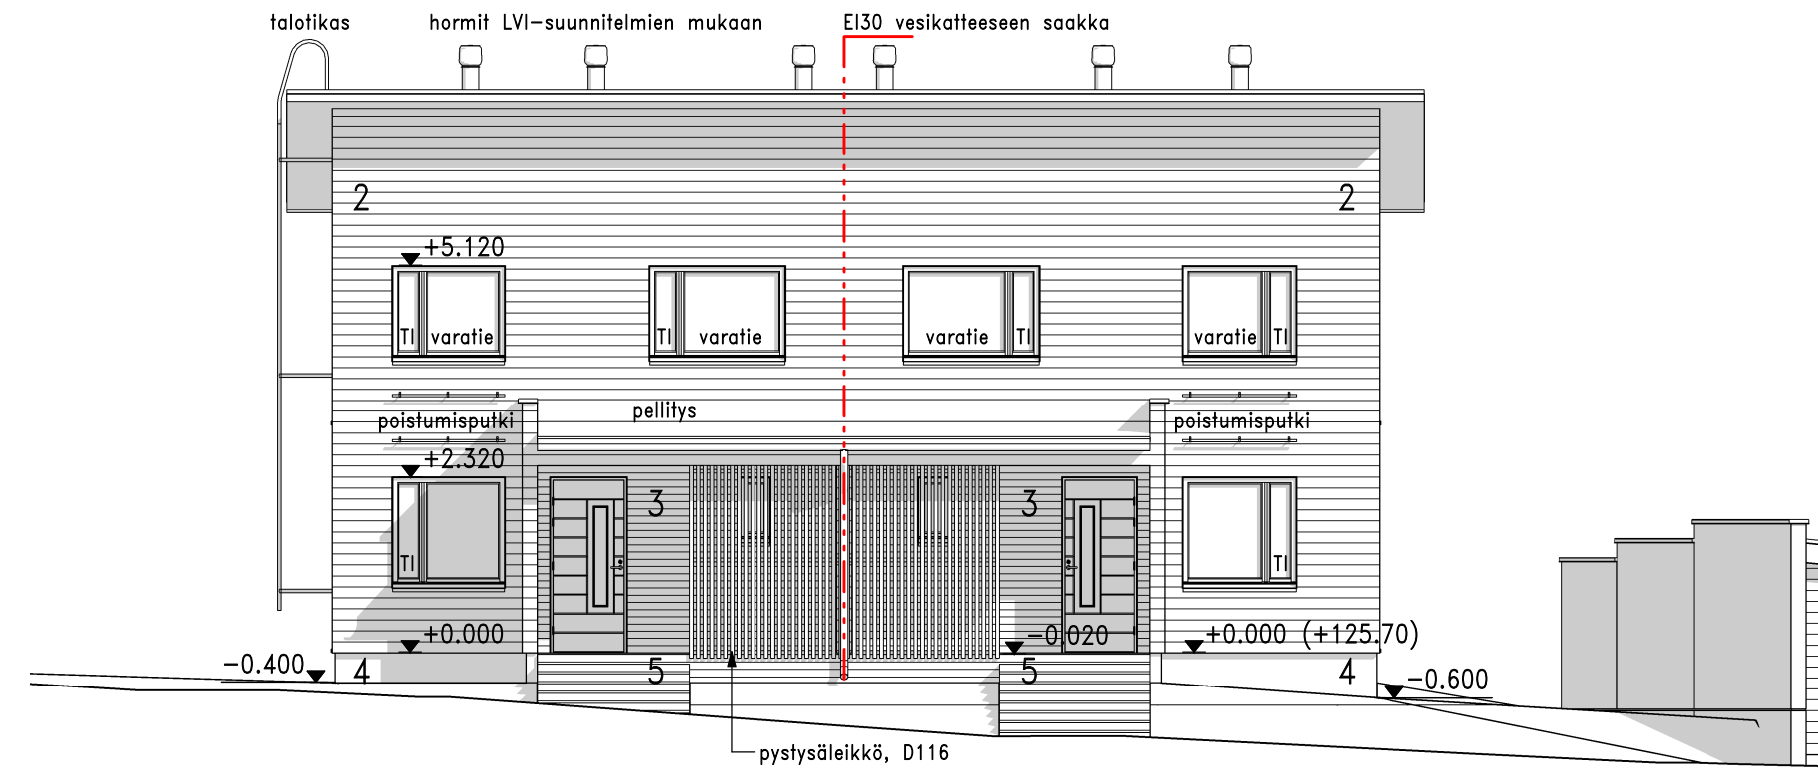 talotikas
hormit LVI-suunnitelmien mukaan
EI30 vesikatteeseen saakka
2
2
+5.120
TI varatie
TI varatie
varatie TI
varatie TI
poistumisputki
pellitys
poistumisputki
+2.320
3
3
TI
TI
+0.000
-0.020
+0.000 (+125.70)
-0.400
4
5
5
4
-0.600
pystysäleikkö, D116